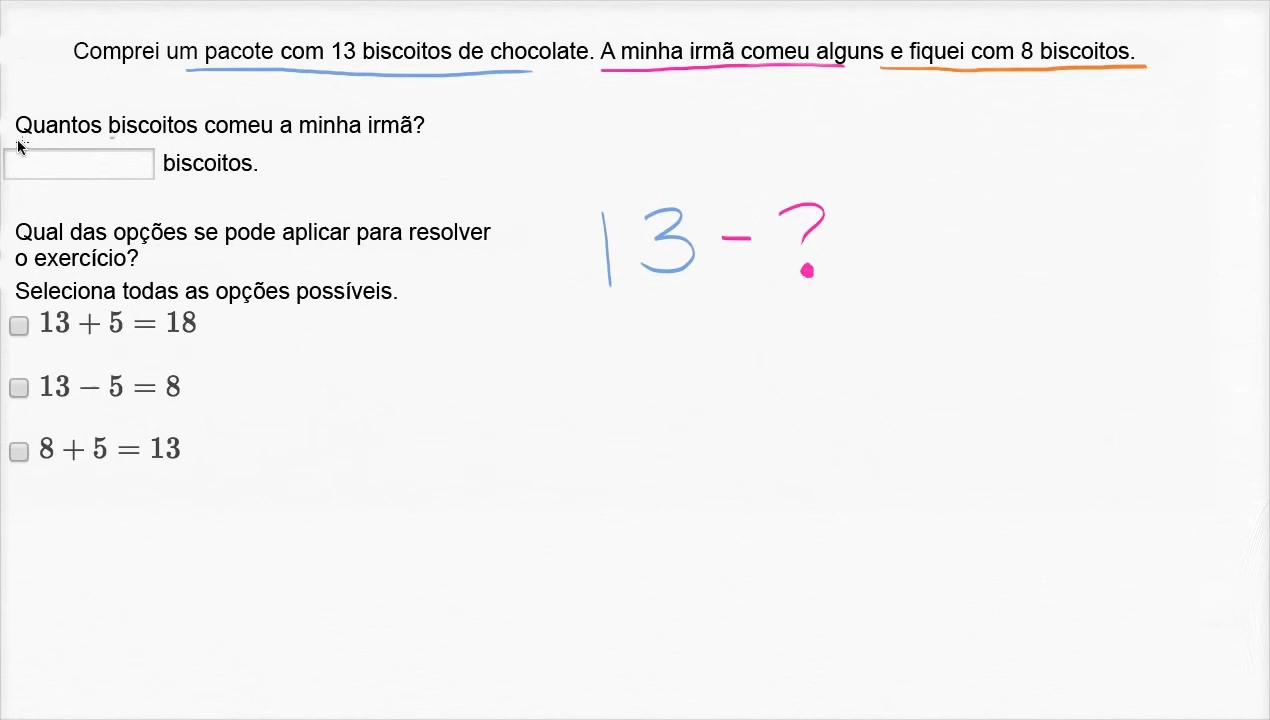 Comprei um pacote com 13 biscoitos de chocolate. A minha irmã comeu alguns e fiquei com 8 biscoitos.
Quantos biscoitos comeu a minha irmã?
biscoitos.
Qual das opções se pode aplicar para resolver
o exercício?
Seleciona todas as opções possíveis.
13 + 5 = 18
13 − 5 = 8
8 + 5 = 13
13 - ?